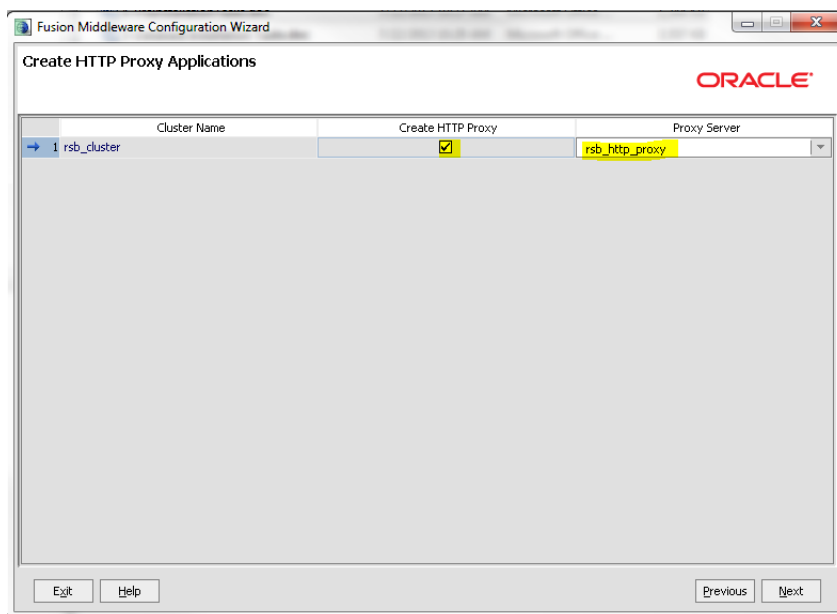 Fusion Middleware Configuration Wizard
Create HTTP Proxy Applications
ORACLE
Cluster Name Create HTTP Proxy Proxy Server
1 rsb_cluster rsb_http_proxy
Exit Help Previous Next